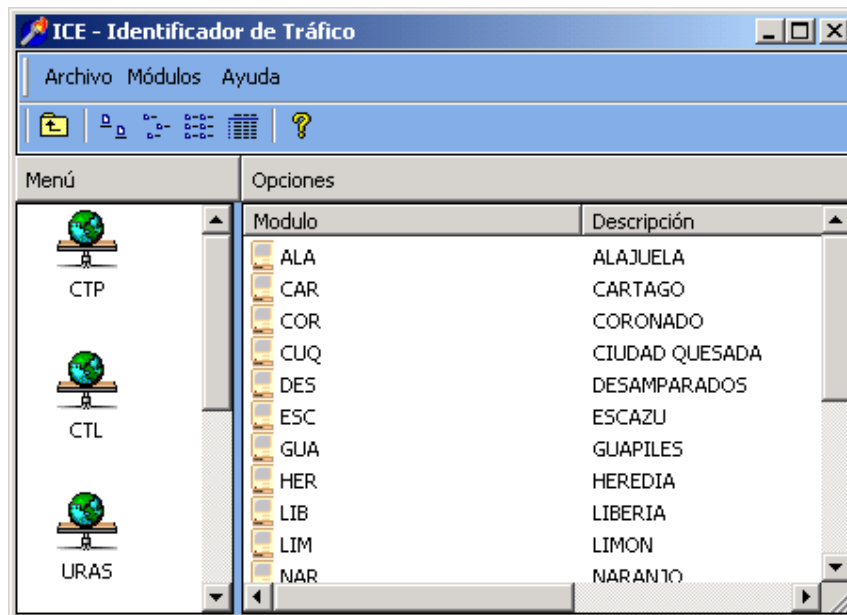 ICE - Identificador de Tráfico
Archivo Módulos Ayuda
Menú
Opciones
CTP
CTL
URAS
Modulo Descripción
ALA ALAJUELA
CAR CARTAGO
COR CORONADO
CUQ CIUDAD QUESADA
DES DESAMPARADOS
ESC ESCAZU
GUA GUAPILES
HER HEREDIA
LIB LIBERIA
LIM LIMON
NAR NARANJO